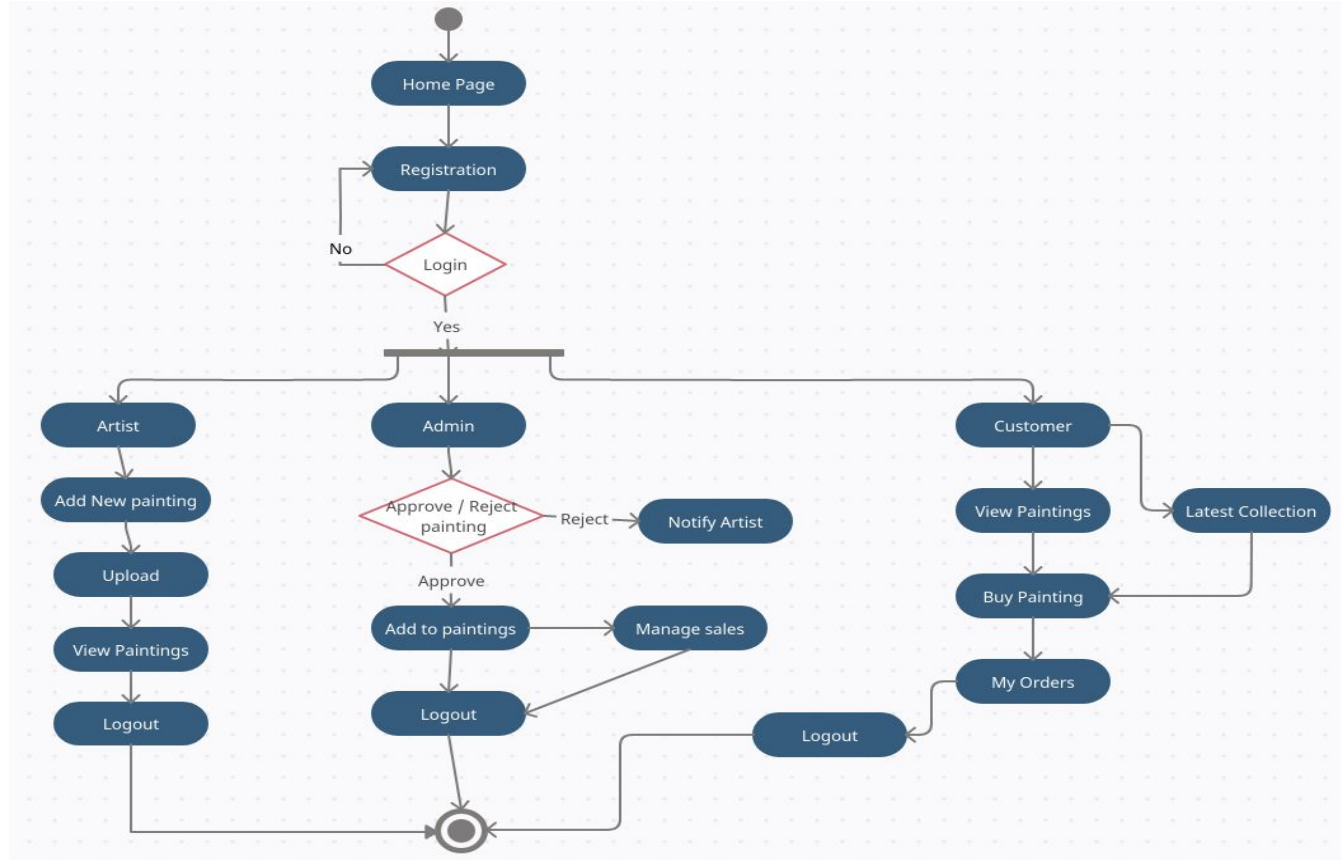 Home Page
Registration
No
Login
Yes
Artist
Admin
Customer
Add New painting
Approve / Reject
painting
Reject
Notify Artist
View Paintings
Latest Collection
Upload
Approve
Buy Painting
View Paintings
Add to paintings
Manage sales
My Orders
Logout
Logout
Logout